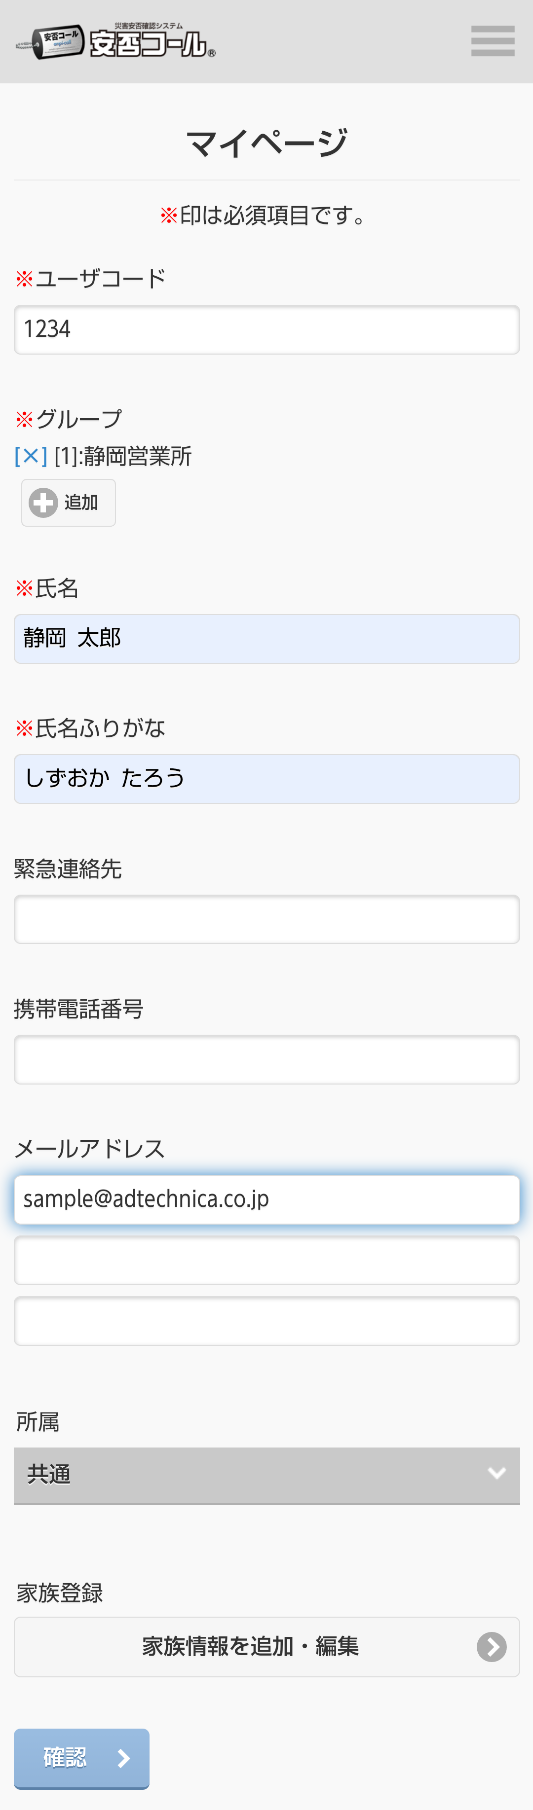 災害安否確認システム
安否コール®
マイページ
※印は必須項目です。
※ユーザコード
1234
※グループ
[×] [1]:静岡営業所
追加
※氏名
静岡 太郎
※氏名ふりがな
しずおか たろう
緊急連絡先
携帯電話番号
メールアドレス
sample@adtechnica.co.jp
所属
共通
家族登録
家族情報を追加・編集
確認